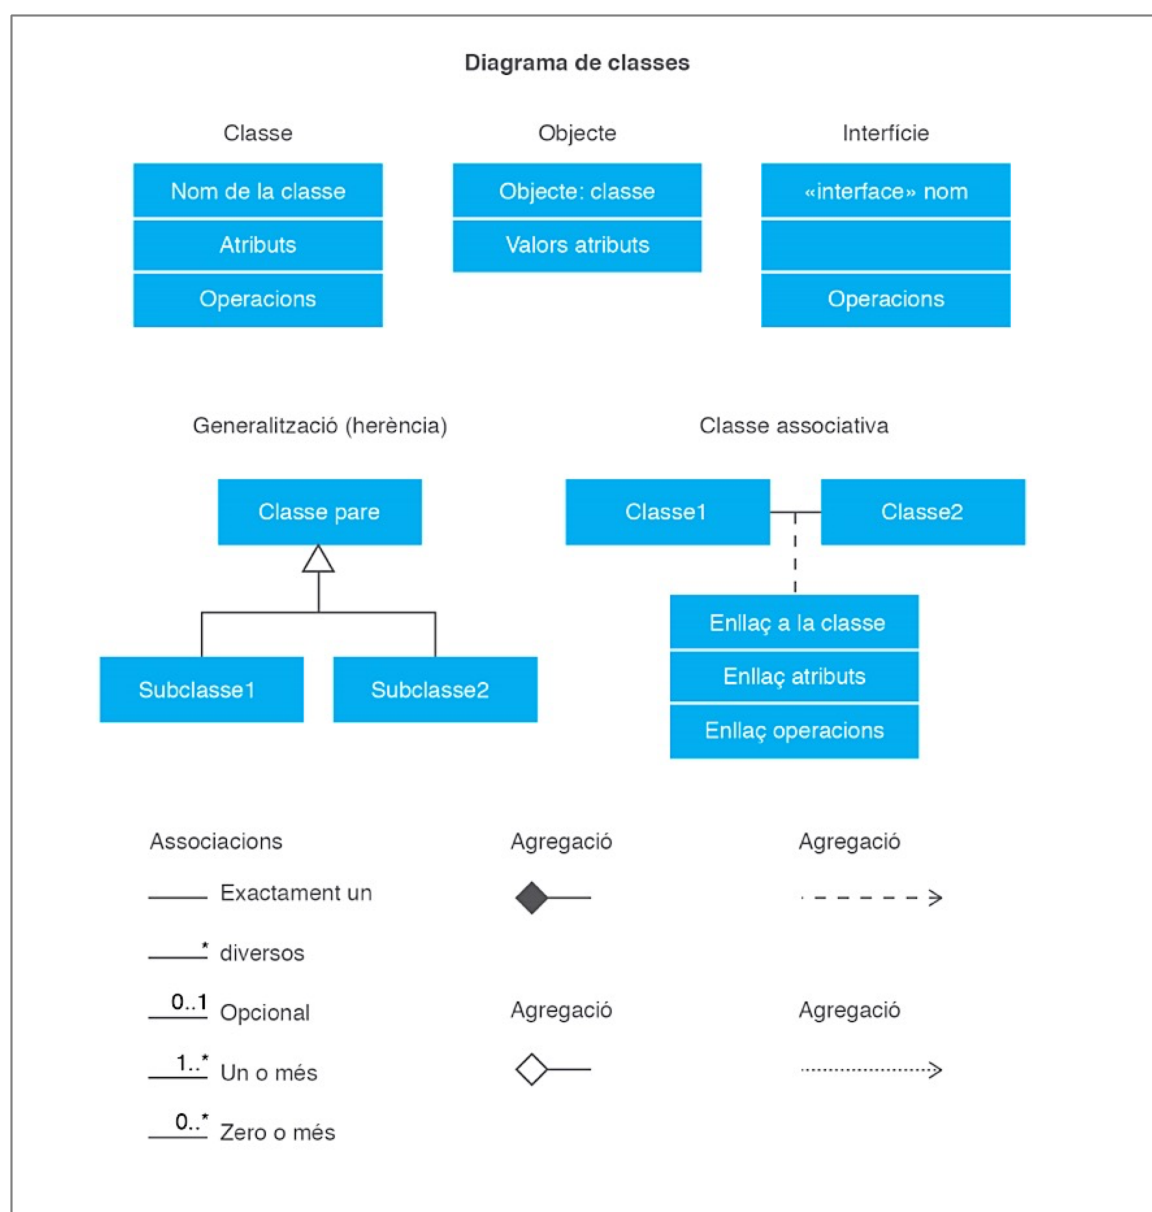 Diagrama de classes
Classe
Objecte
Interfície
Nom de la classe
Atributs
Operacions
Objecte: classe
Valors atributs
«interface» nom
Operacions
Generalització (herència)
Classe associativa
Classe pare
Subclasse1
Subclasse2
Classe1
Classe2
Enllaç a la classe
Enllaç atributs
Enllaç operacions
Associacions
Exactament un
* diversos
0..1 Opcional
1..* Un o més
0..* Zero o més
Agregació
Agregació
Agregació
Agregació